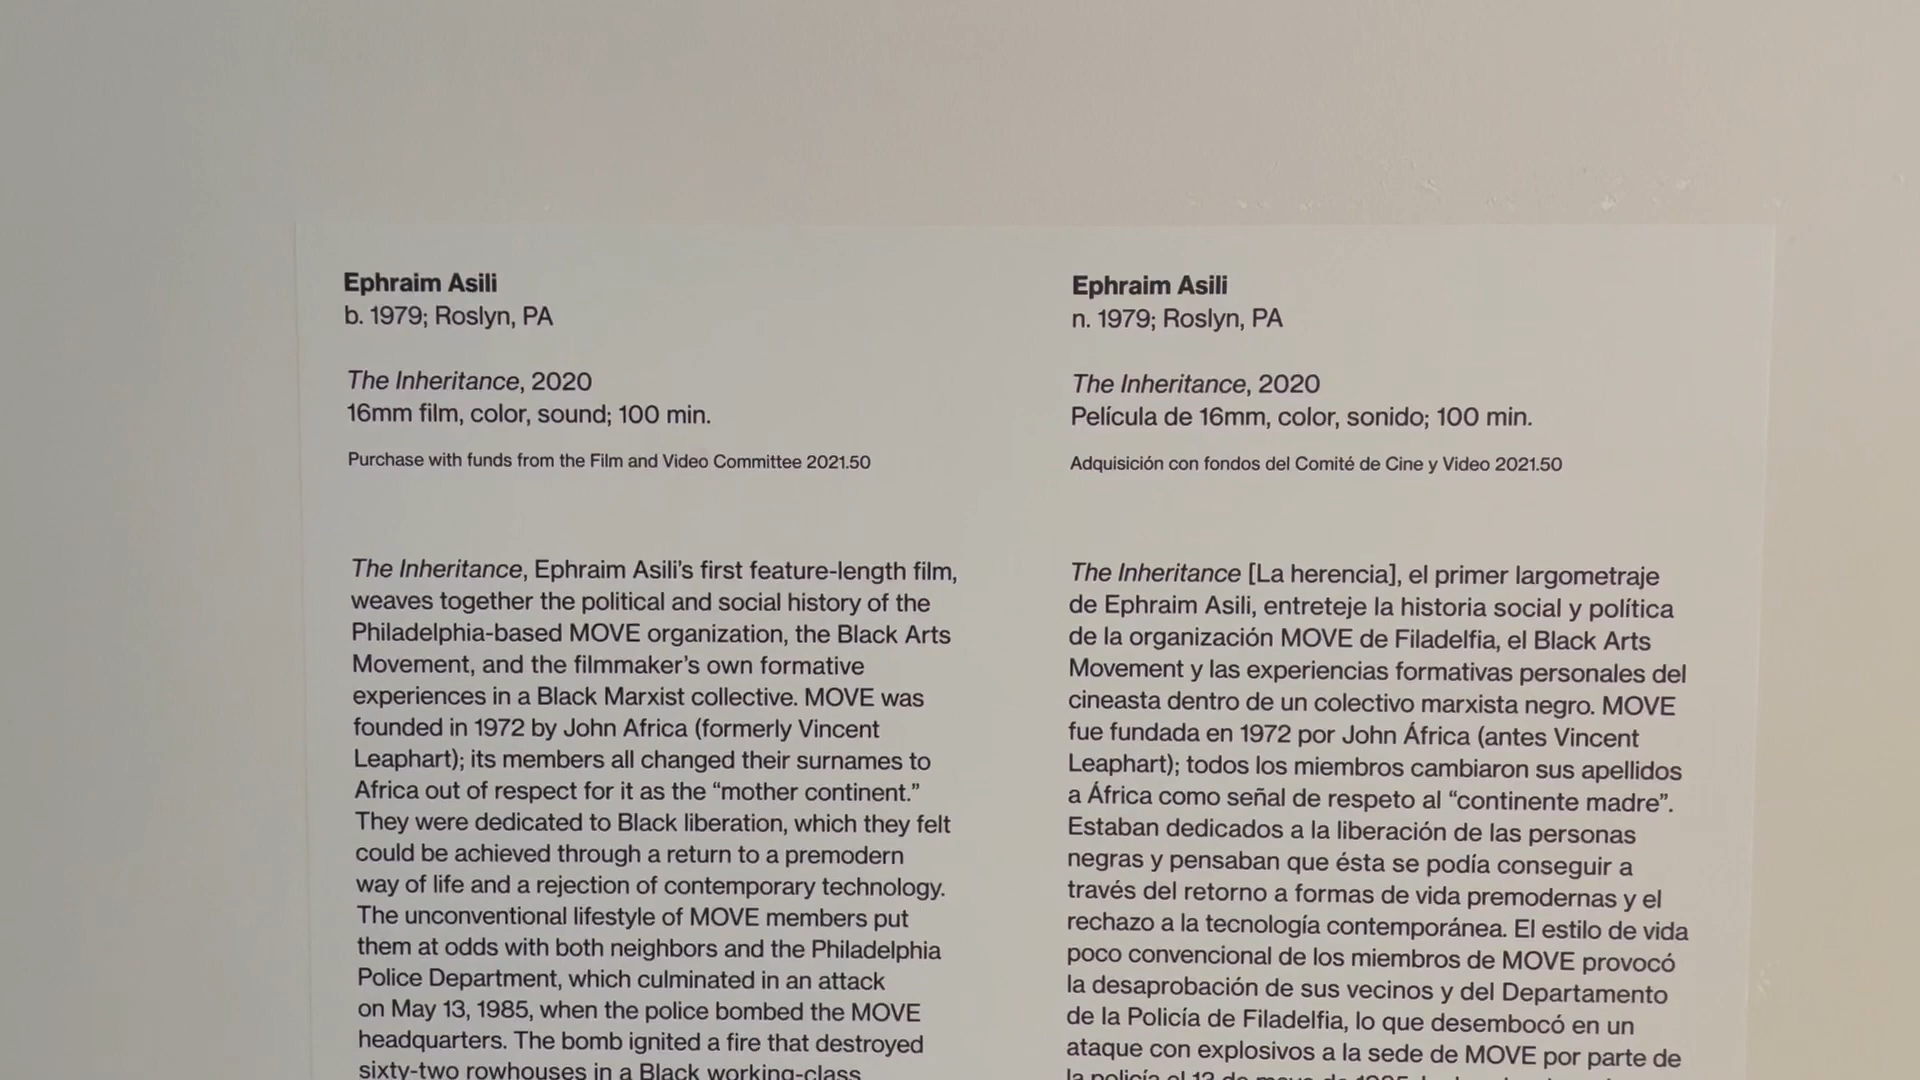 Ephraim Asili
b. 1979; Roslyn, PA
The Inheritance, 2020
16mm film, color, sound; 100 min.
Purchase with funds from the Film and Video Committee 2021.50
The Inheritance, Ephraim Asili’s first feature-length film,
weaves together the political and social history of the
Philadelphia-based MOVE organization, the Black Arts
Movement, and the filmmaker’s own formative
experiences in a Black Marxist collective. MOVE was
founded in 1972 by John Africa (formerly Vincent
Leaphart); its members all changed their surnames to
Africa out of respect for it as the “mother continent.”
They were dedicated to Black liberation, which they felt
could be achieved through a return to a premodern
way of life and a rejection of contemporary technology.
The unconventional lifestyle of MOVE members put
them at odds with both neighbors and the Philadelphia
Police Department, which culminated in an attack
on May 13, 1985, when the police bombed the MOVE
headquarters. The bomb ignited a fire that destroyed
sixty-two rowhouses in a Black working-class
Ephraim Asili
n. 1979; Roslyn, PA
The Inheritance, 2020
Película de 16mm, color, sonido; 100 min.
Adquisición con fondos del Comité de Cine y Video 2021.50
The Inheritance [La herencia], el primer largometraje
de Ephraim Asili, entreteje la historia social y política
de la organización MOVE de Filadelfia, el Black Arts
Movement y las experiencias formativas personales del
cineasta dentro de un colectivo marxista negro. MOVE
fue fundada en 1972 por John África (antes Vincent
Leaphart); todos los miembros cambiaron sus apellidos
a África como señal de respeto al “continente madre”.
Estaban dedicados a la liberación de las personas
negras y pensaban que ésta se podía conseguir a
través del retorno a formas de vida premodernas y el
rechazo a la tecnología contemporánea. El estilo de vida
poco convencional de los miembros de MOVE provocó
la desaprobación de sus vecinos y del Departamento
de la Policía de Filadelfia, lo que desembocó en un
ataque con explosivos a la sede de MOVE por parte de
la policía el 13 de mayo de 1985.